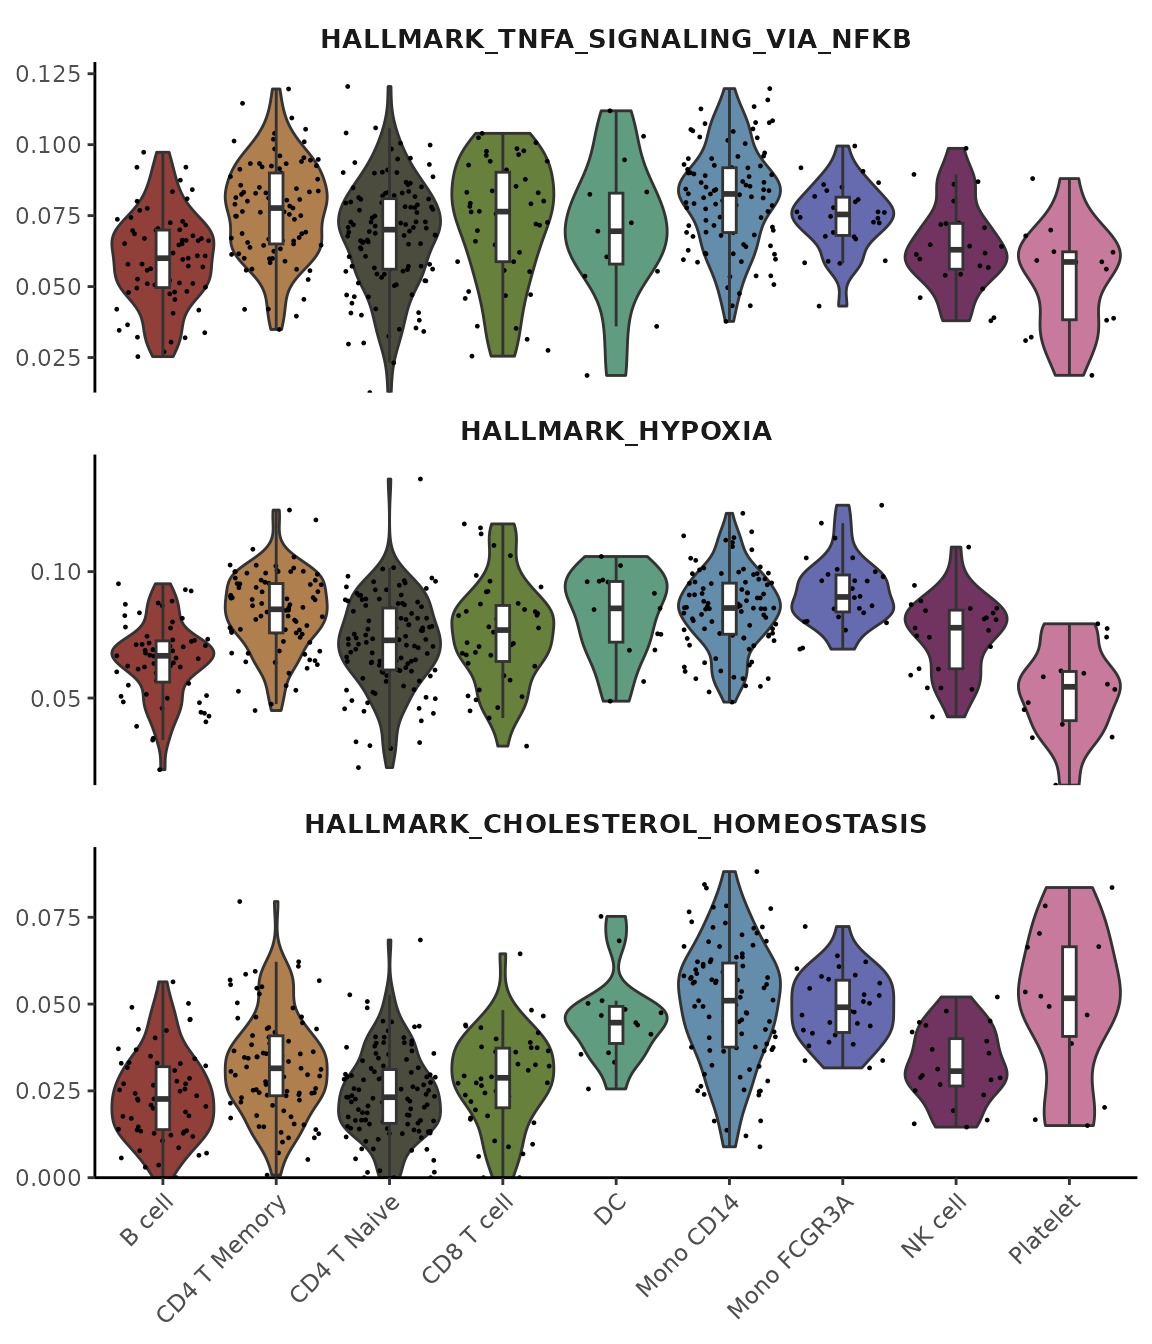 HALLMARK_TNFA_SIGNALING_VIA_NFKB
0.125
0.100
0.075
0.050
0.025
HALLMARK_HYPOXIA
0.10
0.05
HALLMARK_CHOLESTEROL_HOMEOSTASIS
0.075
0.050
0.025
0.000
B cell
CD4 T Memory
CD4 T Naive
CD8 T cell
DC
Mono CD14
Mono FCGR3A
NK cell
Platelet